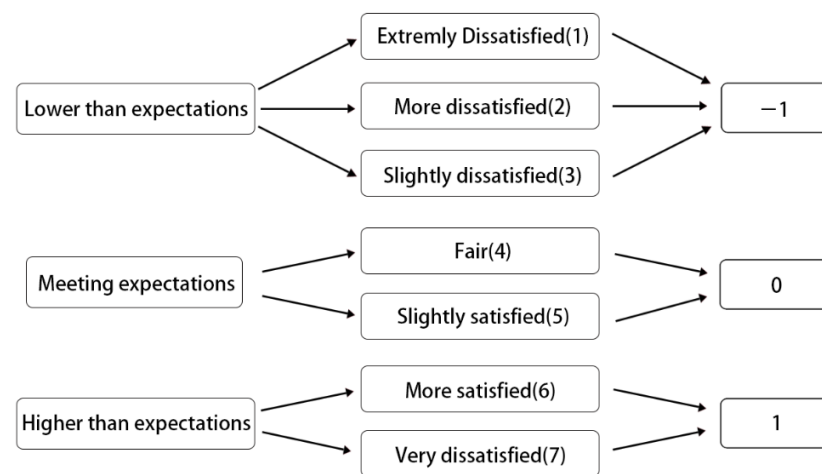 Extremly Dissatisfied(1)
Lower than expectations
More dissatisfied(2)
−1
Slightly dissatisfied(3)
Fair(4)
Meeting expectations
0
Slightly satisfied(5)
More satisfied(6)
Higher than expectations
1
Very dissatisfied(7)